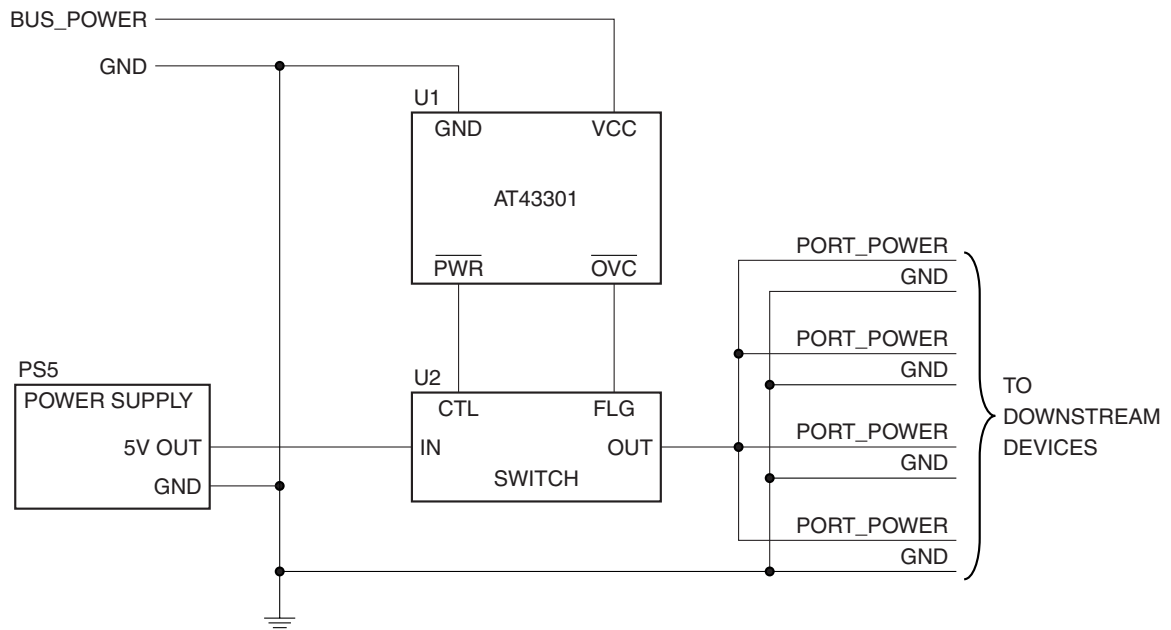 BUS_POWER
GND
U1
GND VCC
AT43301
PWR OVC
PORT_POWER
GND
PORT_POWER
GND
PORT_POWER
GND
PORT_POWER
GND
TO
DOWNSTREAM
DEVICES
PS5
POWER SUPPLY
5V OUT
GND
U2
CTL FLG
IN OUT
SWITCH